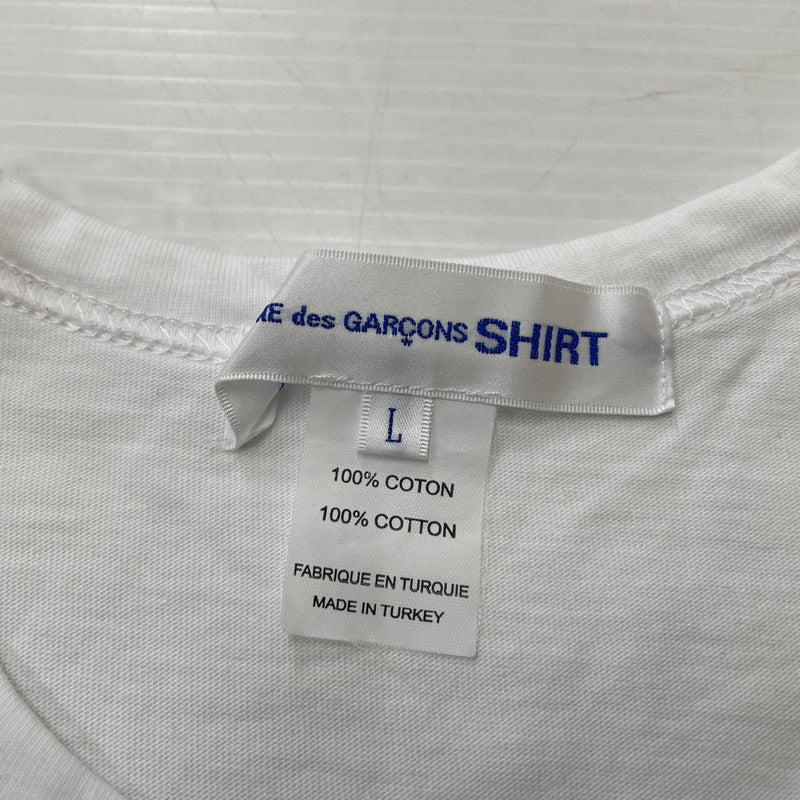 des GARÇONS SHIRT
L
100% COTON
100% COTTON
FABRIQUE EN TURQUIE
MADE IN TURKEY